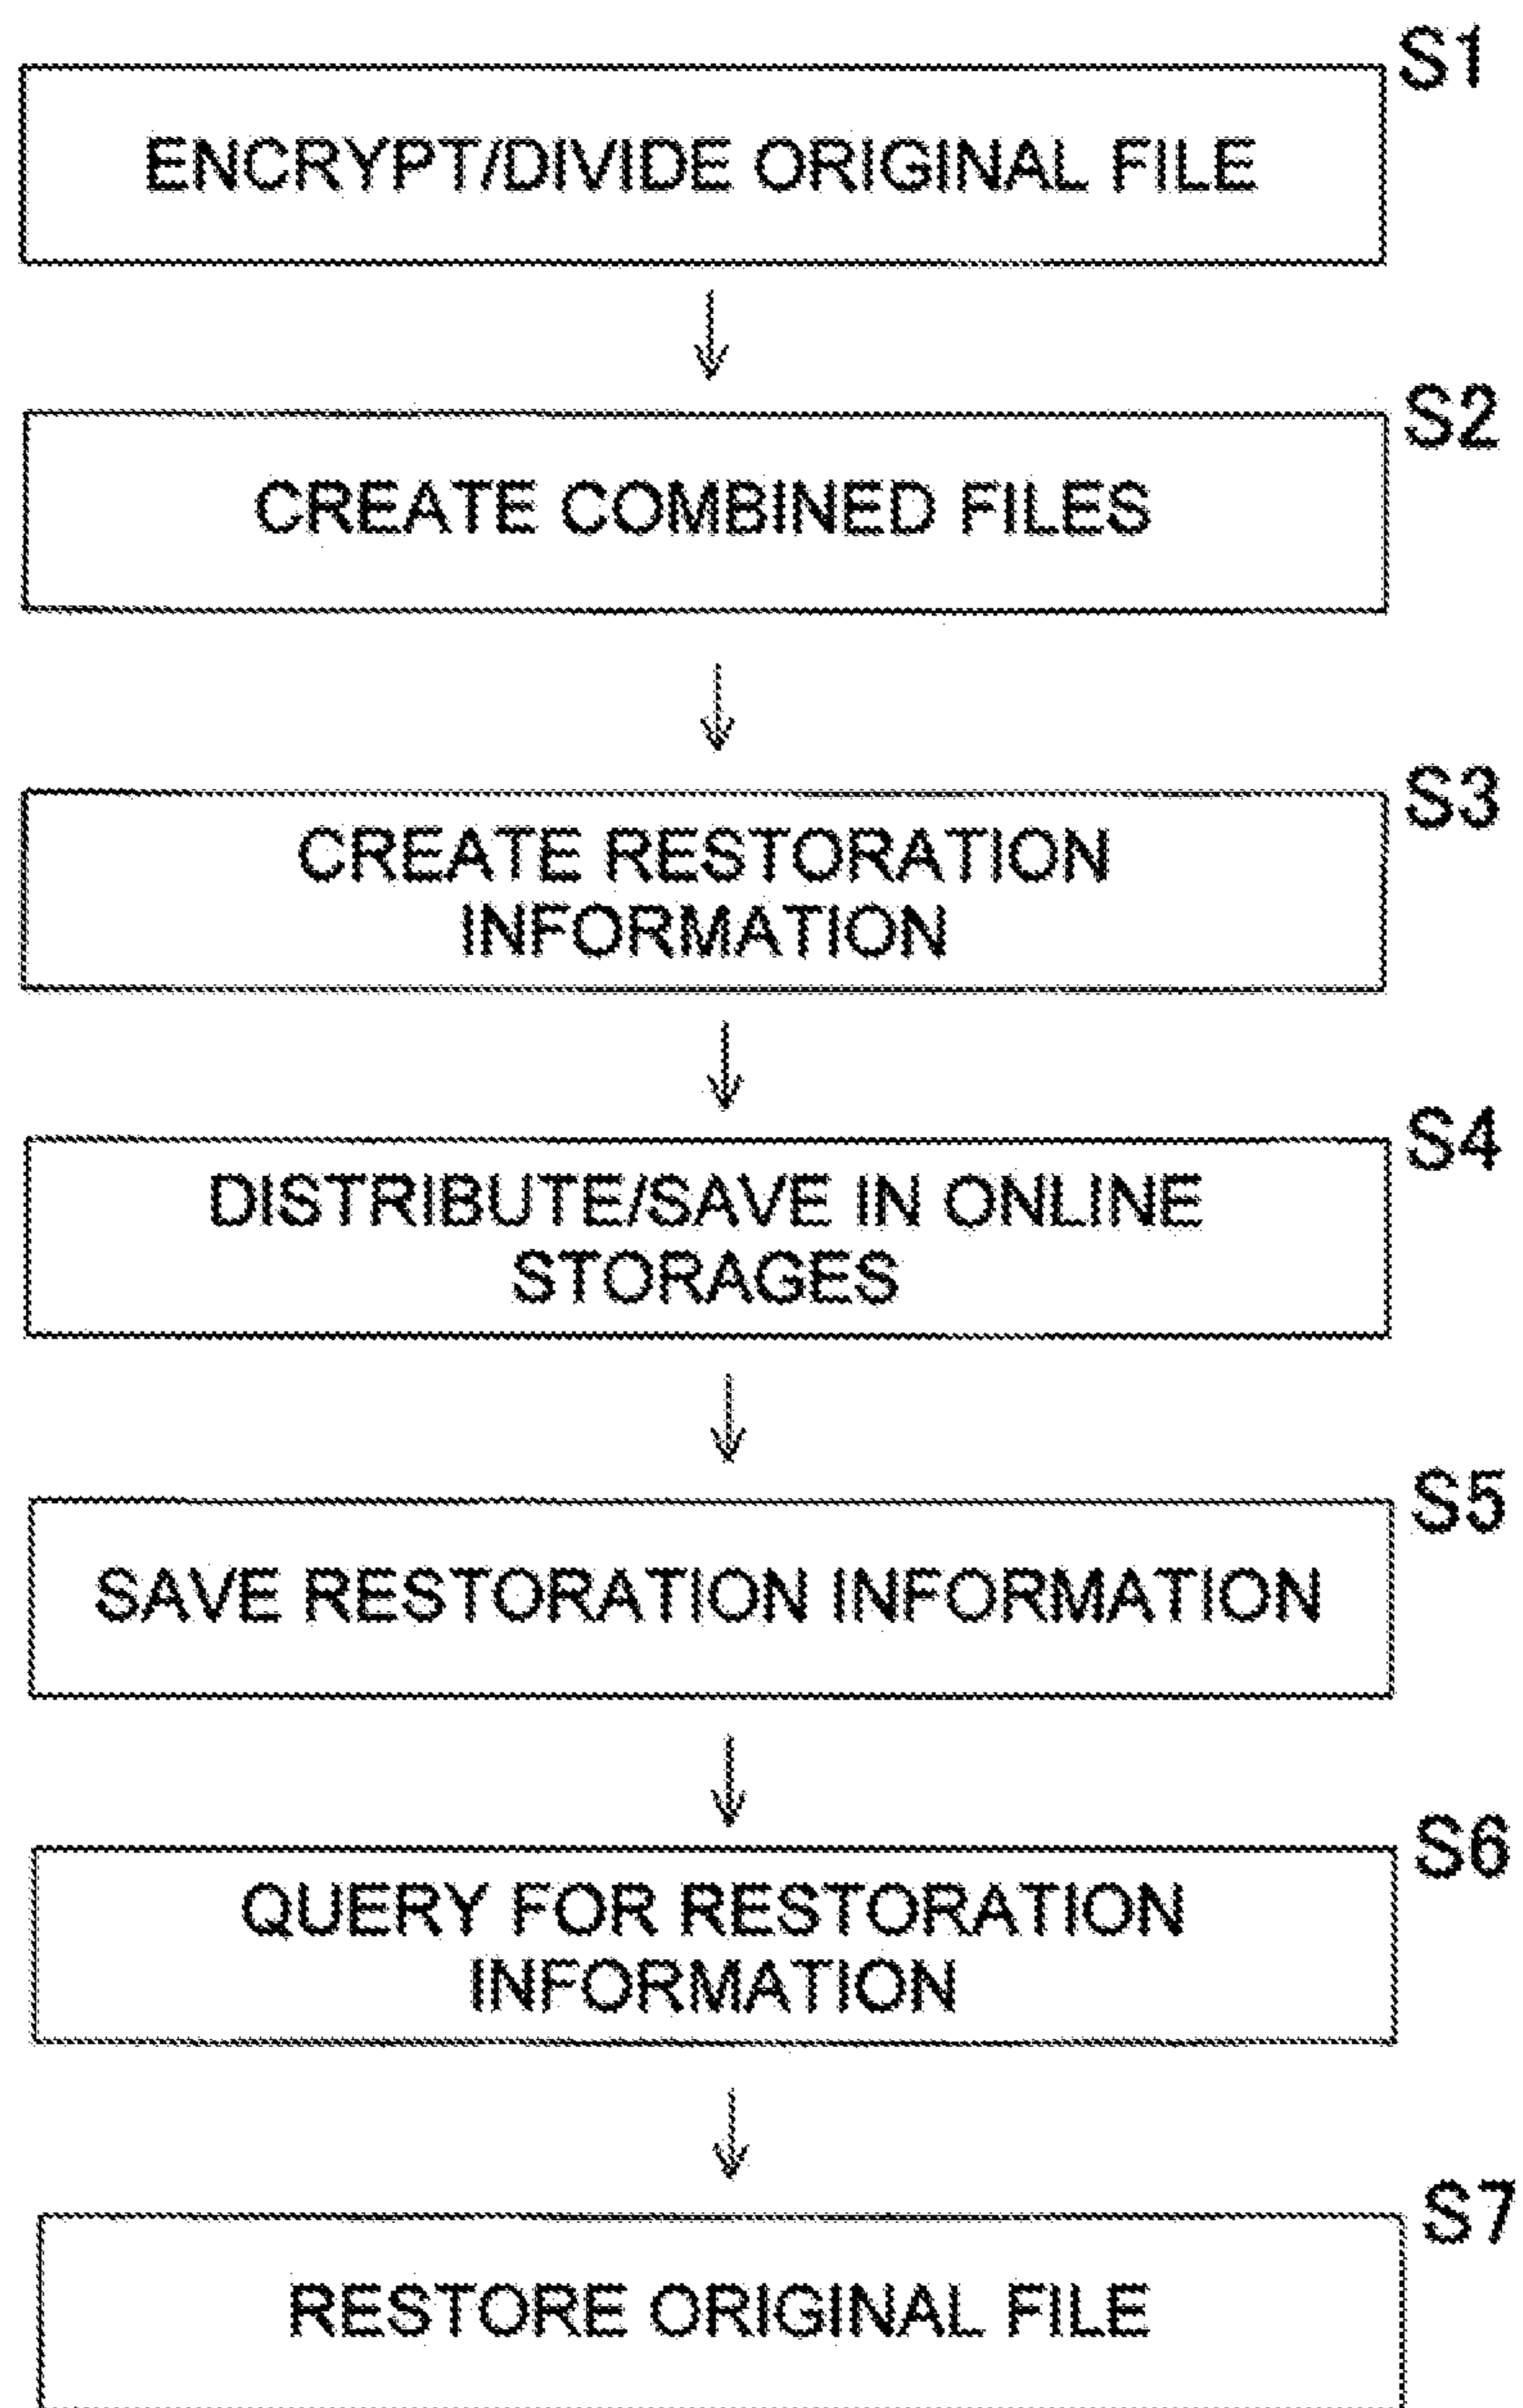 S1
ENCRYPT/DIVIDE ORIGINAL FILE
S2
CREATE COMBINED FILES
S3
CREATE RESTORATION
INFORMATION
S4
DISTRIBUTE/SAVE IN ONLINE
STORAGES
S5
SAVE RESTORATION INFORMATION
S6
QUERY FOR RESTORATION
INFORMATION
S7
RESTORE ORIGINAL FILE